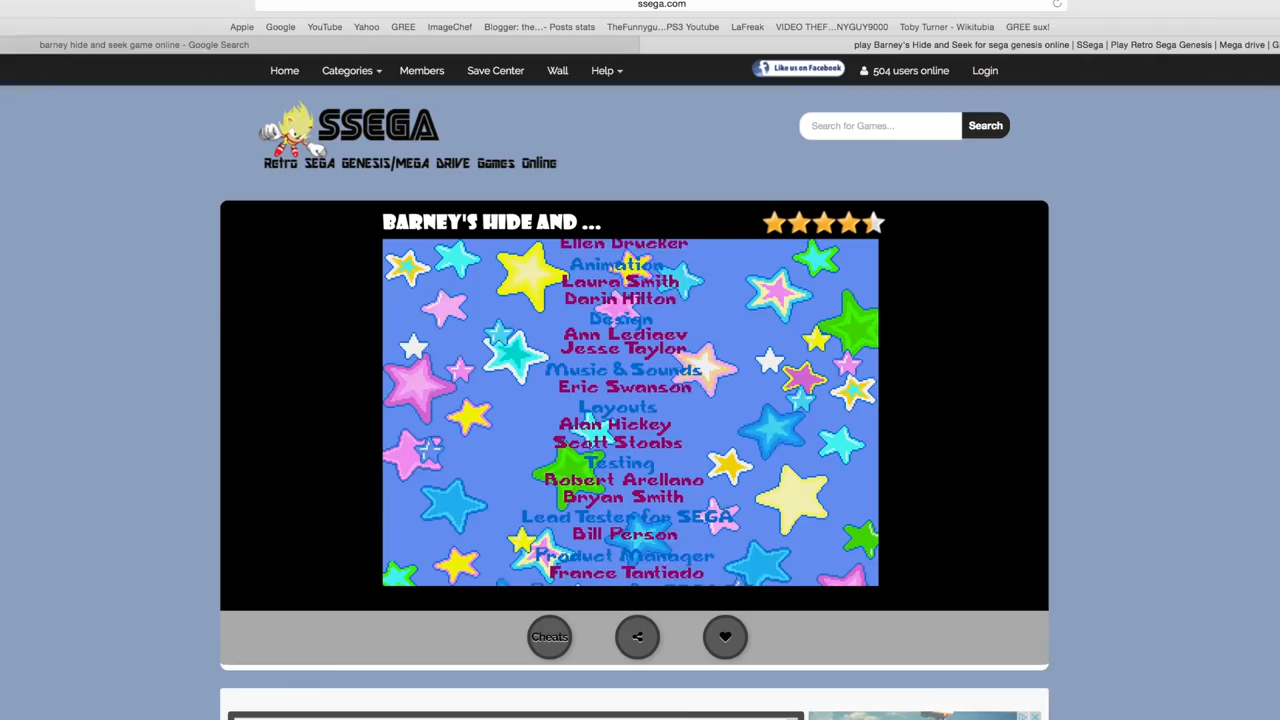 ssega.com
Apple Google YouTube Yahoo GREE ImageChef Blogger: the...- Posts stats TheFunnygu...PS3 Youtube LaFreak VIDEO THEF...NYGUY9000 Toby Turner - Wikitubia GREE sux!
barney hide and seek game online - Google Search
play Barney's Hide and Seek for sega genesis online | SSega | Play Retro Sega Genesis | Mega drive | G
Home Categories Members Save Center Wall Help Like us on Facebook 504 users online Login
SSEGA
Retro SEGA GENESIS/MEGA DRIVE Games Online
Search for Games... Search
BARNEY'S HIDE AND ...
Ellen Drucker
Animation
Laura Smith
Darin Hilton
Design
Ann Lediaev
Jesse Taylor
Music & Sounds
Eric Swanson
Layouts
Alan Hickey
Scott Stoabs
Testing
Robert Arellano
Bryan Smith
Lead Tester for SEGA
Bill Person
Product Manager
France Tantiado
Cheats